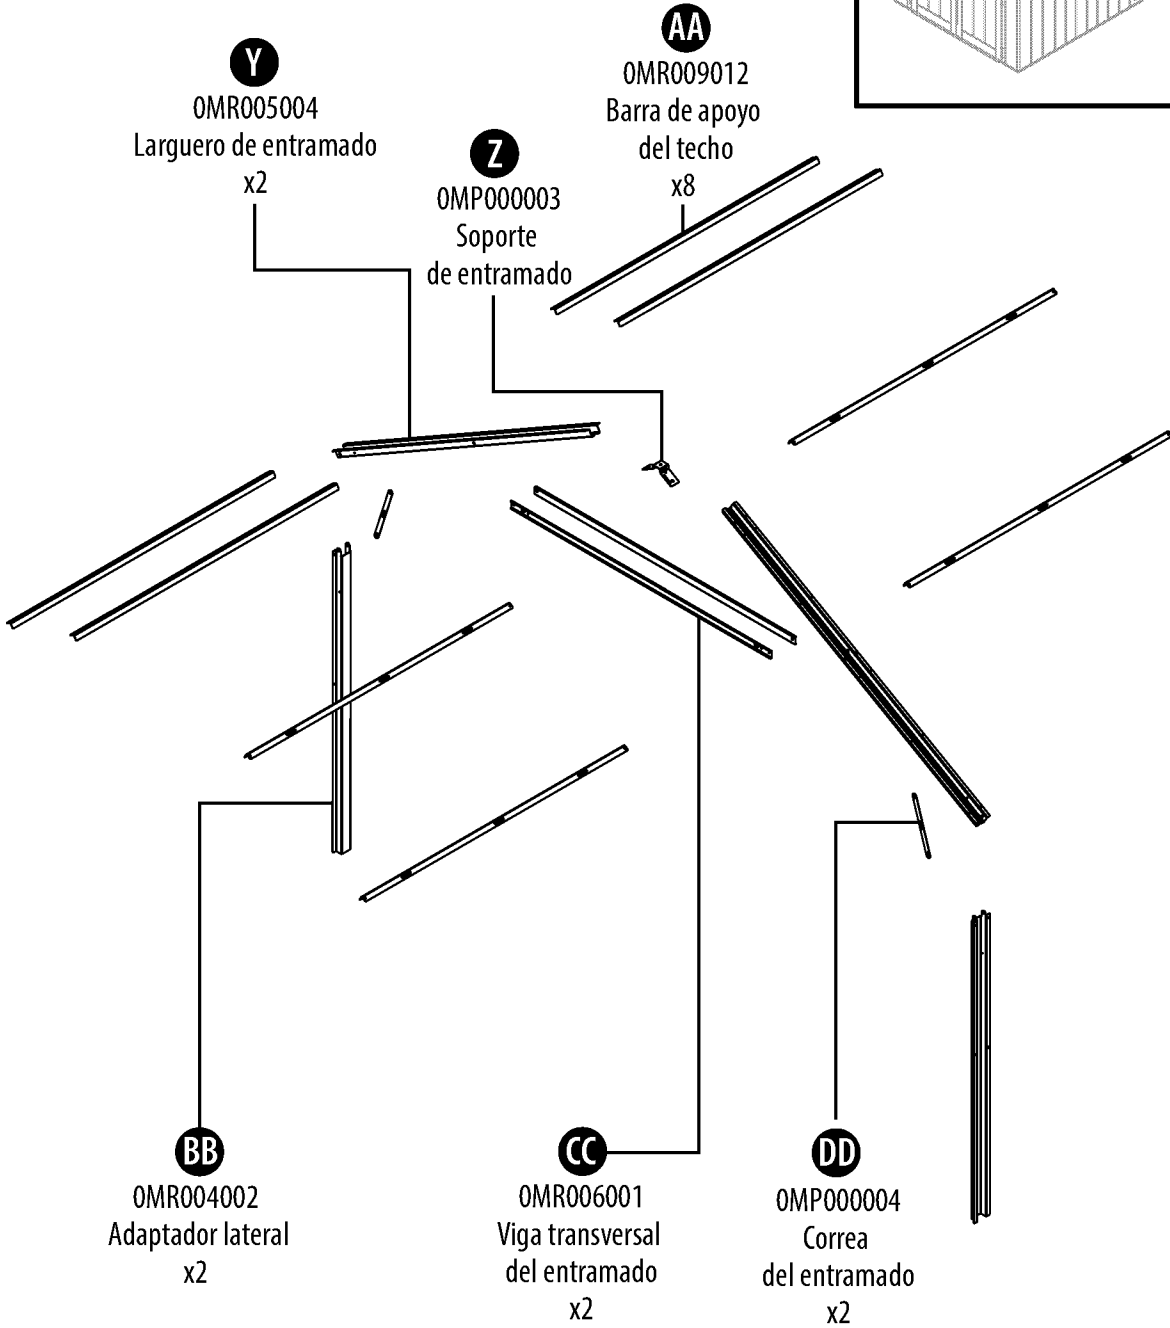 Y
0MR005004
Larguero de entramado
x2
Z
0MP000003
Soporte
de entramado
AA
0MR009012
Barra de apoyo
del techo
x8
BB
0MR004002
Adaptador lateral
x2
CC
0MR006001
Viga transversal
del entramado
x2
DD
0MP000004
Correa
del entramado
x2